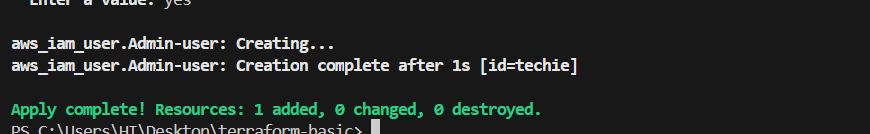 Enter a value: yes
aws_iam_user.Admin-user: Creating...
aws_iam_user.Admin-user: Creation complete after 1s [id=techie]
Apply complete! Resources: 1 added, 0 changed, 0 destroyed.
PS C:\Users\HI\Desktop\terraform-basic>